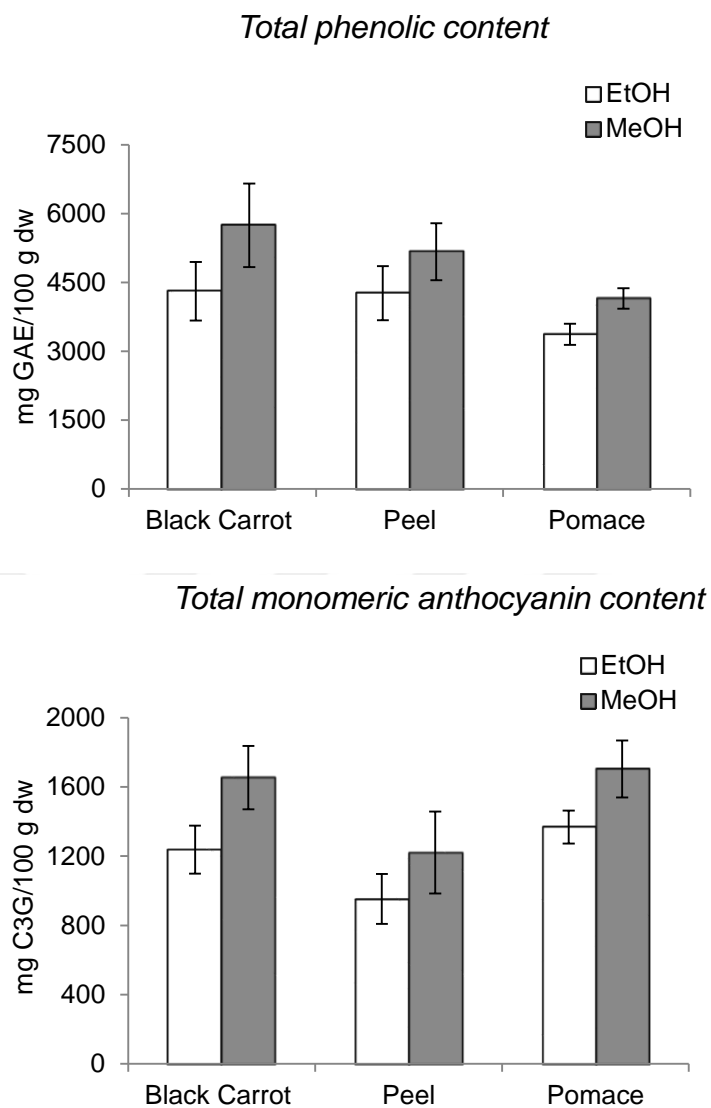 Total phenolic content
EtOH
MeOH
7500
6000
4500
3000
1500
0
mg GAE/100 g dw
Black Carrot Peel Pomace
Total monomeric anthocyanin content
EtOH
MeOH
2000
1600
1200
800
400
0
mg C3G/100 g dw
Black Carrot Peel Pomace